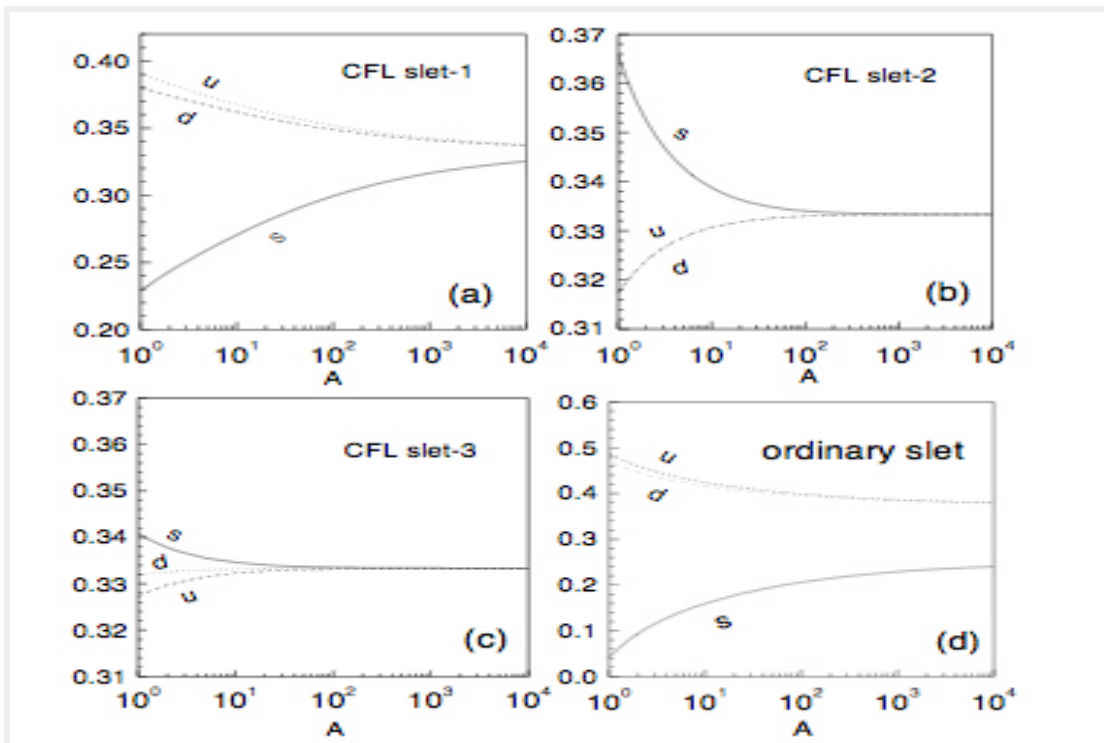 CFL slet-1
0.40
0.35
0.30
0.25
0.20
u
d
s
(a)
10⁰ 10¹ 10² 10³ 10⁴
A
CFL slet-2
0.37
0.36
0.35
0.34
0.33
0.32
0.31
s
u
d
(b)
10⁰ 10¹ 10² 10³ 10⁴
A
CFL slet-3
0.37
0.36
0.35
0.34
0.33
0.32
0.31
s
d
u
(c)
10⁰ 10¹ 10² 10³ 10⁴
A
ordinary slet
0.6
0.5
0.4
0.3
0.2
0.1
0.0
u
d
s
(d)
10⁰ 10¹ 10² 10³ 10⁴
A